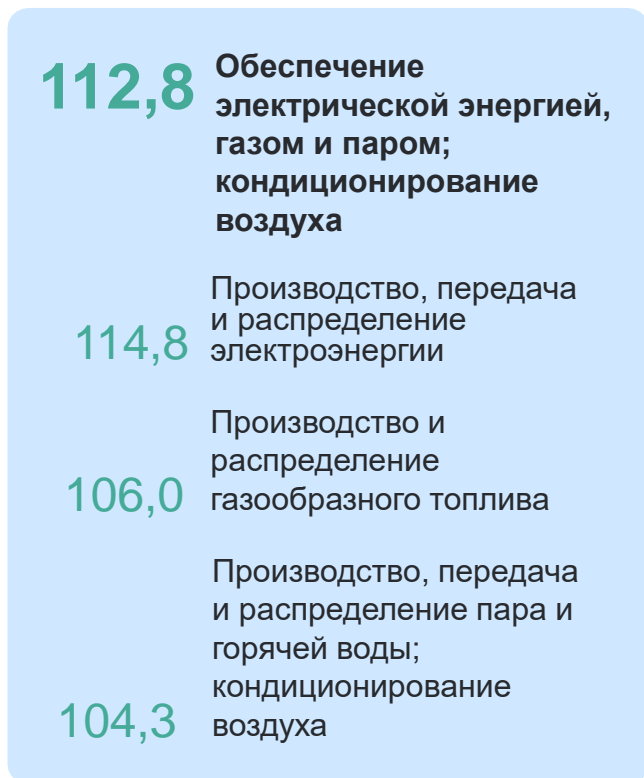 112,8
Обеспечение
электрической энергией,
газом и паром;
кондиционирование
воздуха
Производство, передача
и распределение
114,8 электроэнергии
Производство и
распределение
106,0 газообразного топлива
Производство, передача
и распределение пара и
горячей воды;
кондиционирование
104,3 воздуха